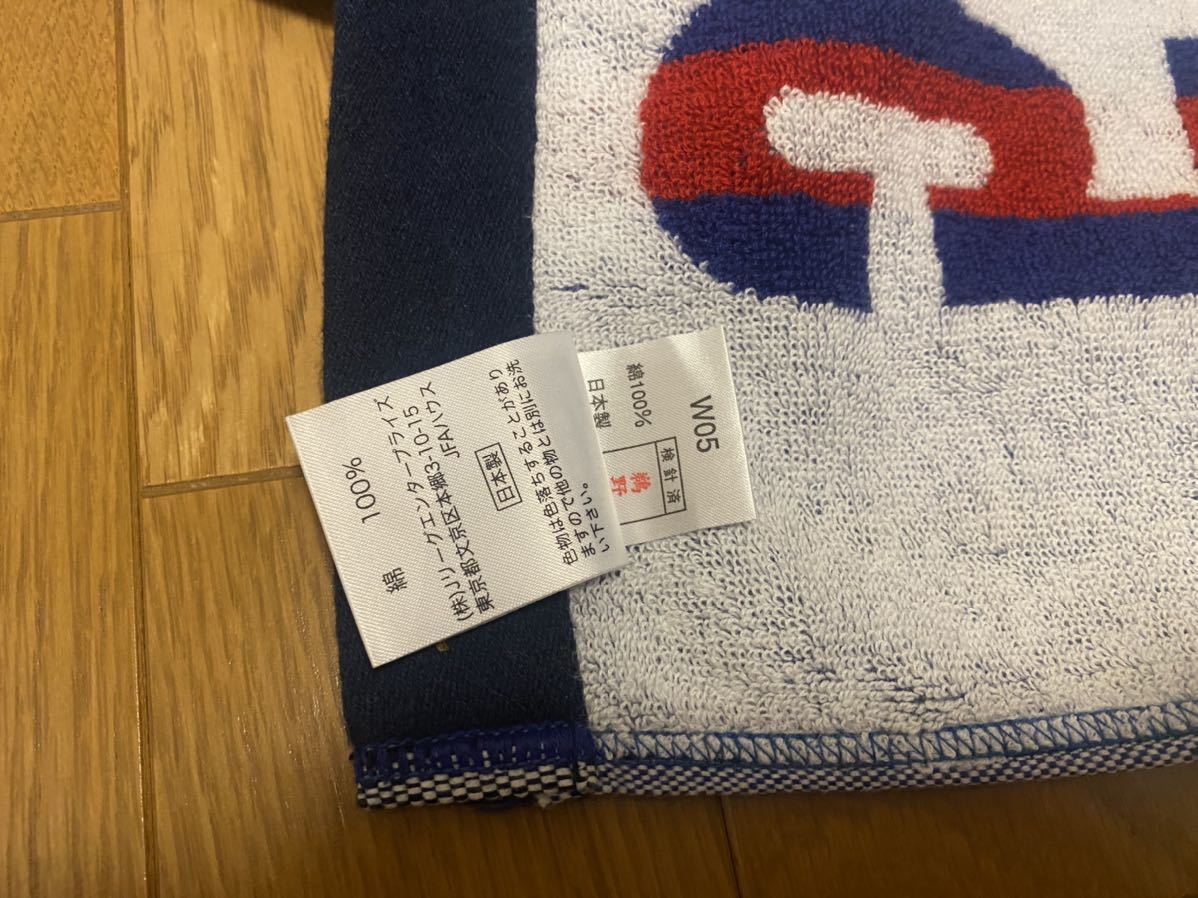 綿 100%
(株)Jリーグエンタープライズ
東京都文京区本郷3-10-15
JFAハウス
日本製
色物は色落ちすることがあり
ますので他の物とは別にお洗
い下さい。
W05
綿100%
日本製
検針済